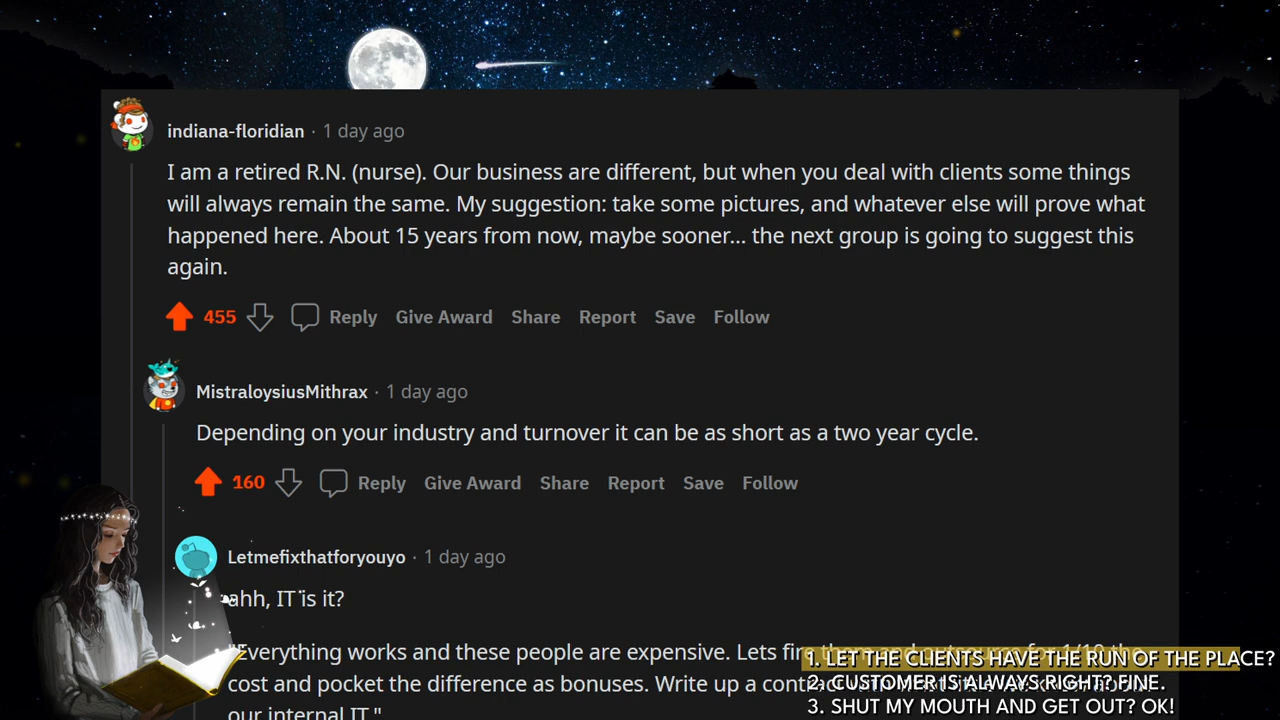 indiana-floridian · 1 day ago
I am a retired R.N. (nurse). Our business are different, but when you deal with clients some things
will always remain the same. My suggestion: take some pictures, and whatever else will prove what
happened here. About 15 years from now, maybe sooner... the next group is going to suggest this
again.
455 Reply Give Award Share Report Save Follow
MistraloysiusMithrax · 1 day ago
Depending on your industry and turnover it can be as short as a two year cycle.
160 Reply Give Award Share Report Save Follow
Letmefixthatforyouyo · 1 day ago
ahh, IT is it?
"Everything works and these people are expensive. Lets fire
cost and pocket the difference as bonuses. Write up a
our internal IT."
1. LET THE CLIENTS HAVE THE RUN OF THE PLACE?
2. CUSTOMER IS ALWAYS RIGHT? FINE.
3. SHUT MY MOUTH AND GET OUT? OK!